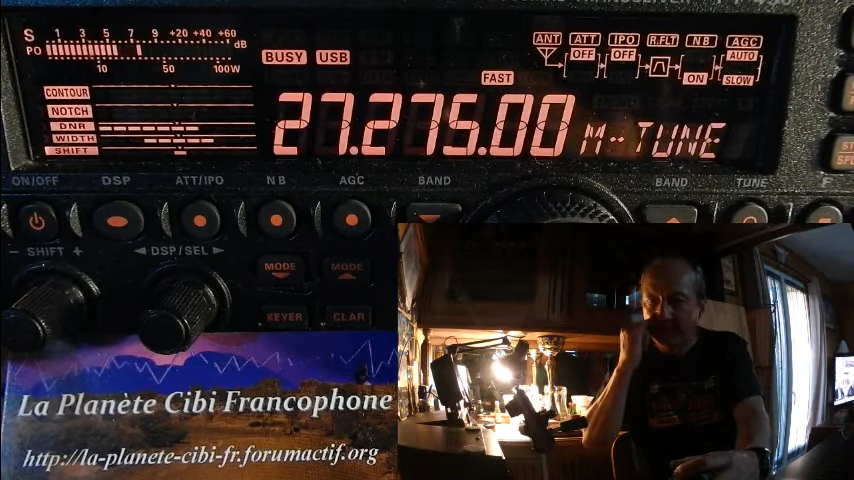 S 1 3 5 7 9 +20 +40 +60 dB
PO 10 50 100W
BUSY USB
FAST
ANT ATT IPO R.FLT NB AGC
OFF OFF AUTO
ON SLOW
CONTOUR
NOTCH
DNR
WIDTH
SHIFT
27.275.00 M-TUNE
ON/OFF DSP ATT/IPO NB AGC BAND BAND TUNE
- SHIFT + ◄ DSP/SEL ►
MODE MODE
KEYER CLAR
La Planète Cibi Francophone
http://la-planete-cibi-fr.forumactif.org